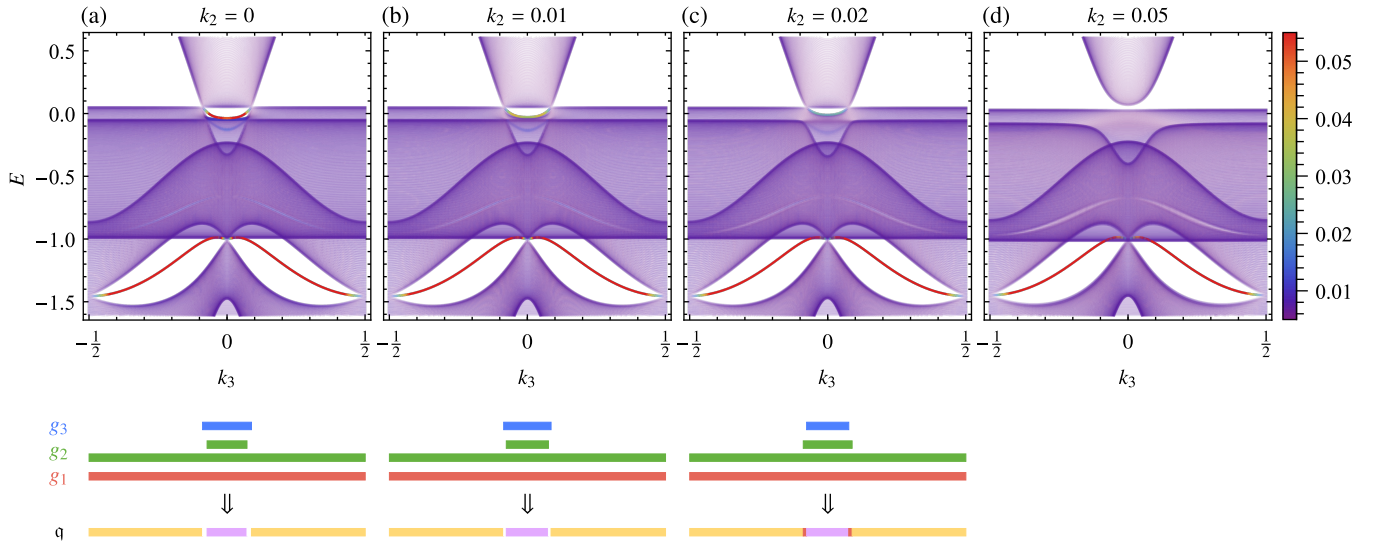 (a) k₂ = 0
(b) k₂ = 0.01
(c) k₂ = 0.02
(d) k₂ = 0.05
E
0.5
0.0
−0.5
−1.0
−1.5
−1/2 0 1/2
−1/2 0 1/2
−1/2 0 1/2
−1/2 0 1/2
k₃ k₃ k₃ k₃
0.05
0.04
0.03
0.02
0.01
g₃
g₂
g₁
⇓ ⇓ ⇓
q